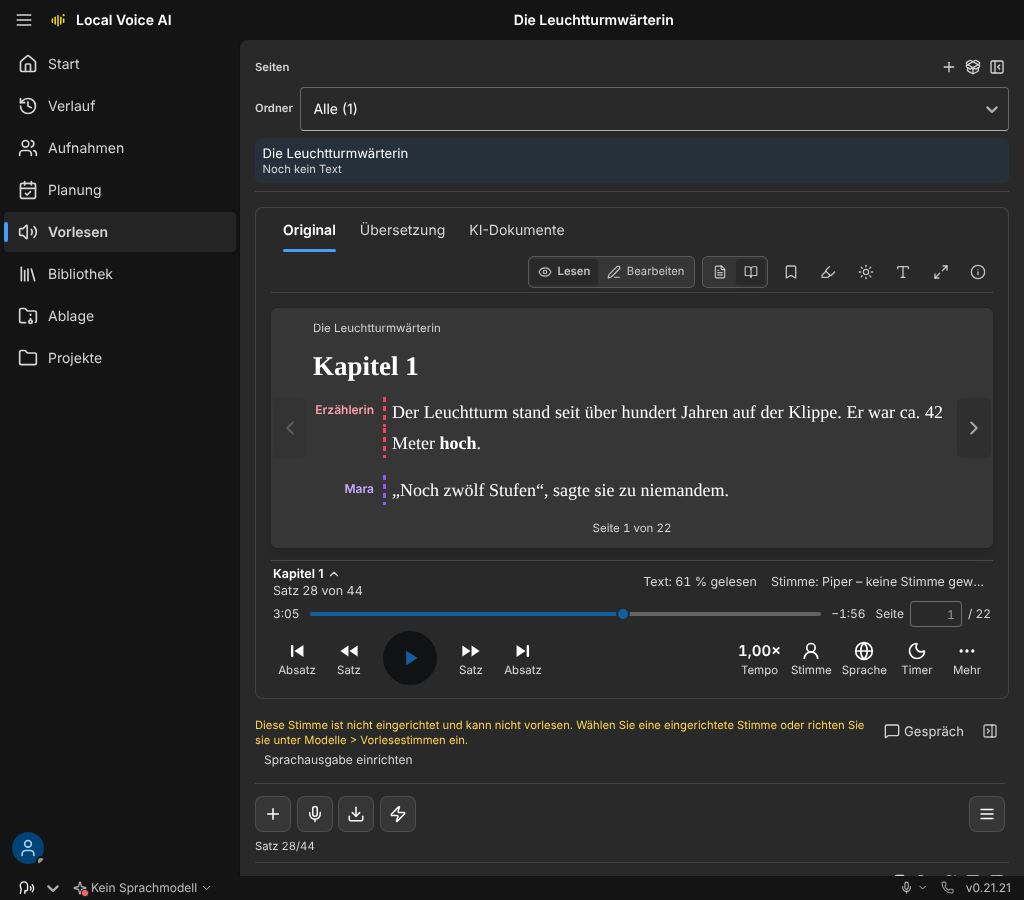 Local Voice AI
Die Leuchtturmwärterin
Start
Verlauf
Aufnahmen
Planung
Vorlesen
Bibliothek
Ablage
Projekte
Seiten
Ordner
Alle (1)
Die Leuchtturmwärterin
Noch kein Text
Original Übersetzung KI-Dokumente
Lesen Bearbeiten
Die Leuchtturmwärterin
Kapitel 1
Erzählerin Der Leuchtturm stand seit über hundert Jahren auf der Klippe. Er war ca. 42
Meter hoch.
Mara „Noch zwölf Stufen“, sagte sie zu niemandem.
Seite 1 von 22
Kapitel 1
Satz 28 von 44
Text: 61 % gelesen Stimme: Piper – keine Stimme gew…
3:05 −1:56 Seite 1 / 22
1,00×
Absatz Satz Satz Absatz Tempo Stimme Sprache Timer Mehr
Diese Stimme ist nicht eingerichtet und kann nicht vorlesen. Wählen Sie eine eingerichtete Stimme oder richten Sie
sie unter Modelle > Vorlesestimmen ein.
Gespräch
Sprachausgabe einrichten
Satz 28/44
Kein Sprachmodell
v0.21.21